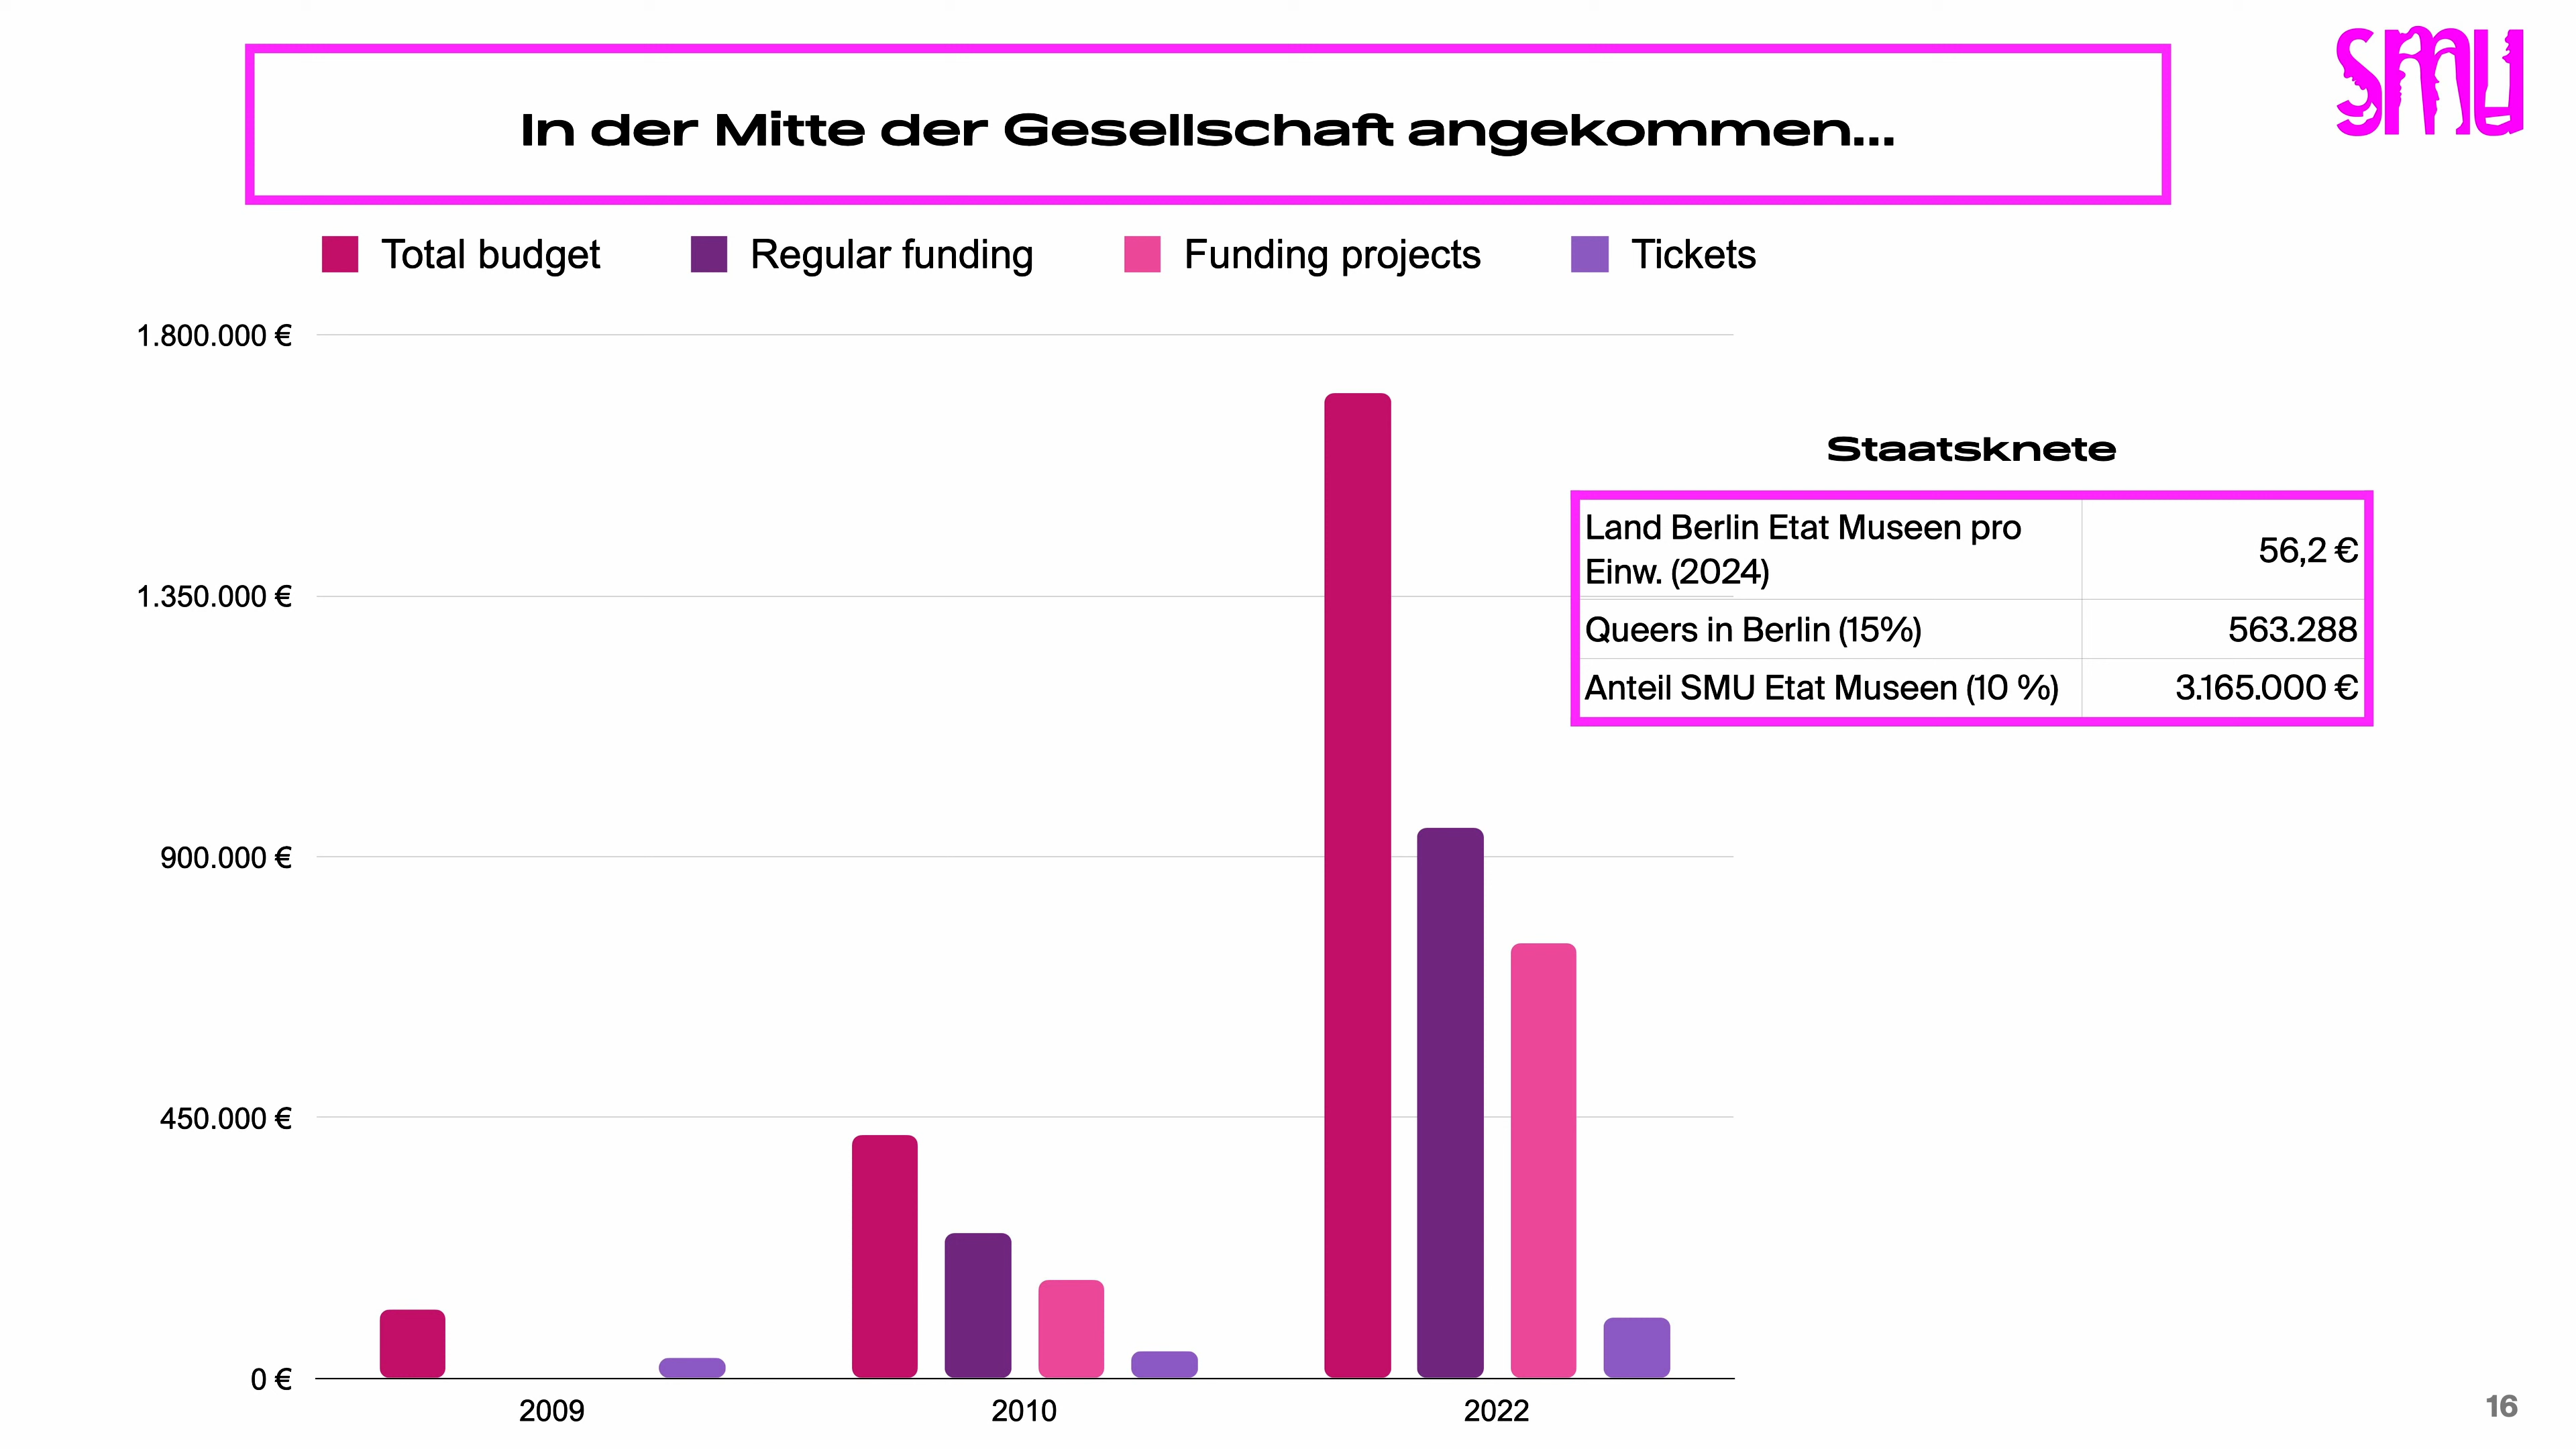 In der Mitte der Gesellschaft angekommen...
smu
Total budget
Regular funding
Funding projects
Tickets
1.800.000 €
1.350.000 €
900.000 €
450.000 €
0 €
2009
2010
2022
Staatsknete
Land Berlin Etat Museen pro
Einw. (2024)
56,2 €
Queers in Berlin (15%)
563.288
Anteil SMU Etat Museen (10 %)
3.165.000 €
16